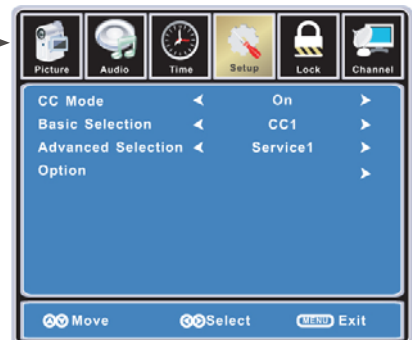 Picture Audio Time Setup Lock Channel
CC Mode On
Basic Selection CC1
Advanced Selection Service1
Option
Move Select MENU Exit